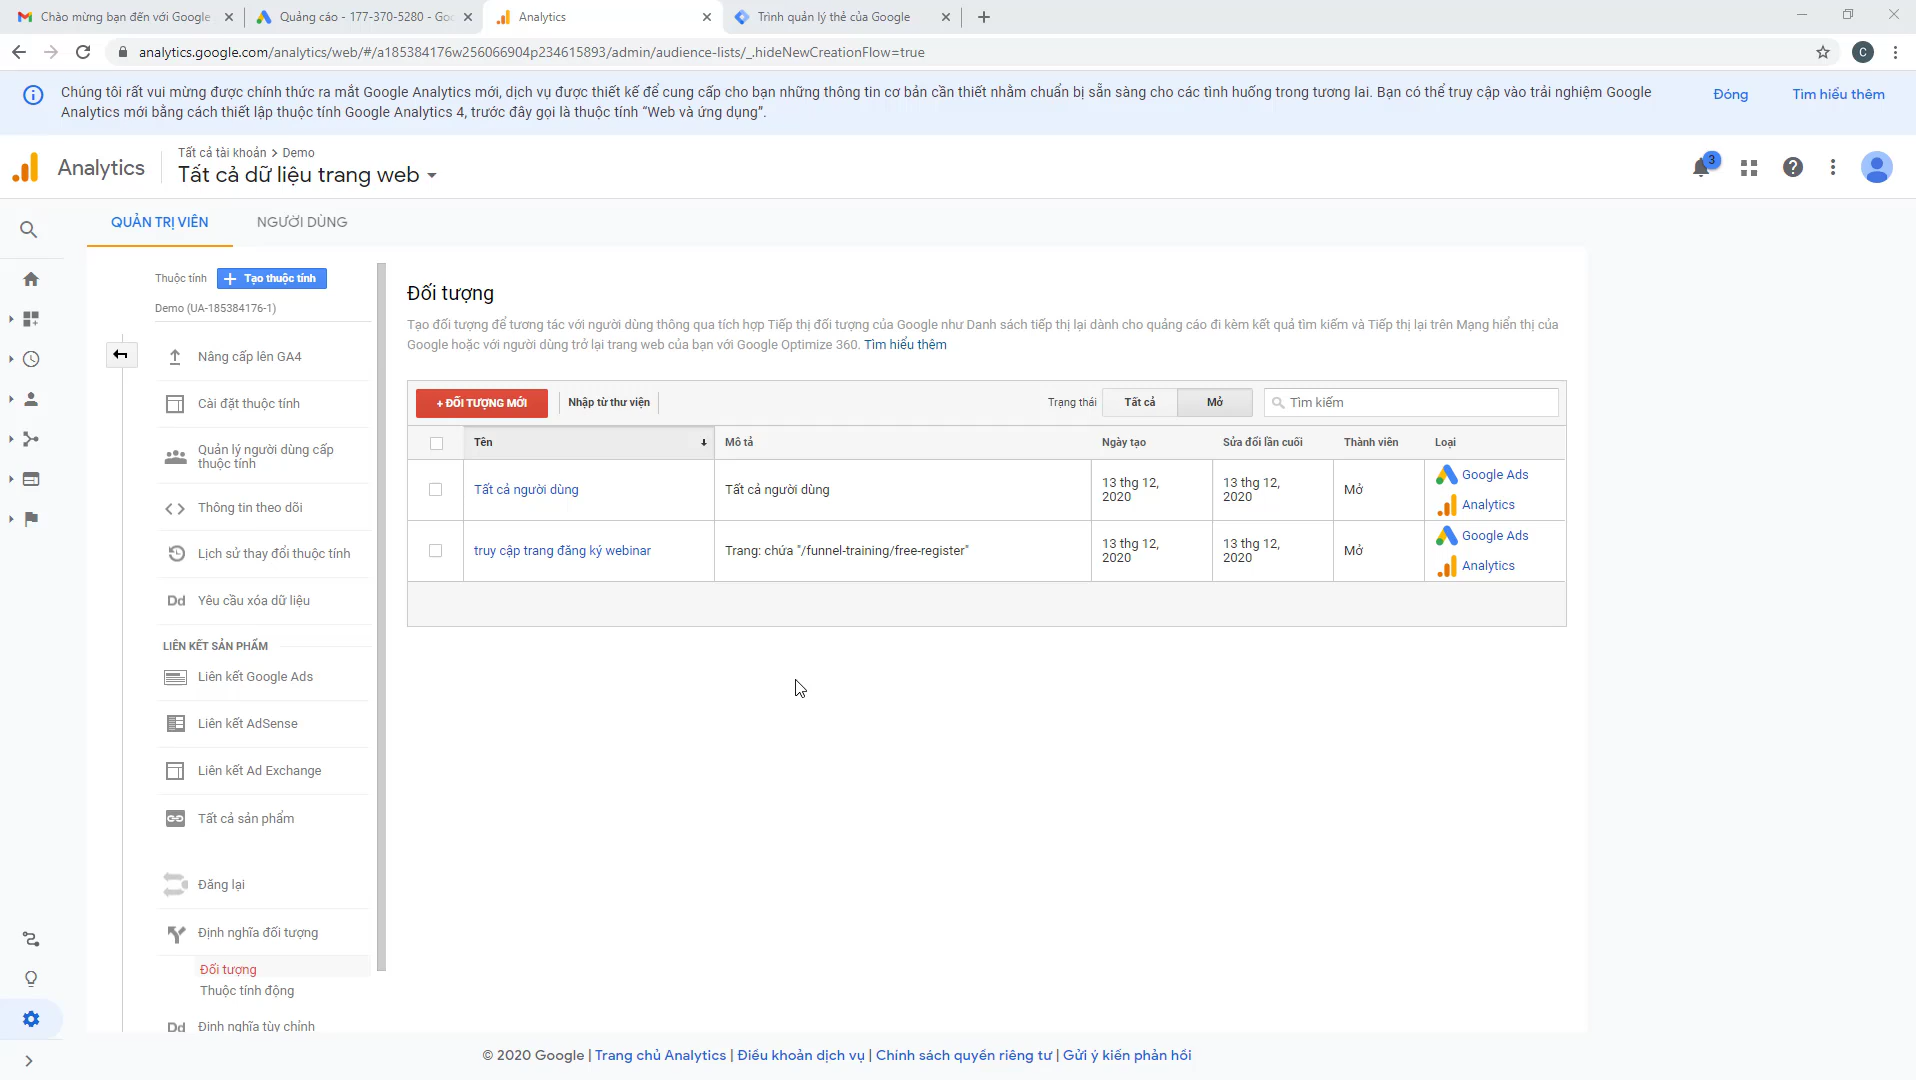 Chào mừng bạn đến với Google
Quảng cáo - 177-370-5280 - Goo
Analytics
Trình quản lý thẻ của Google
analytics.google.com/analytics/web/#/a185384176w256066904p234615893/admin/audience-lists/_.hideNewCreationFlow=true
C
Chúng tôi rất vui mừng được chính thức ra mắt Google Analytics mới, dịch vụ được thiết kế để cung cấp cho bạn những thông tin cơ bản cần thiết nhằm chuẩn bị sẵn sàng cho các tình huống trong tương lai. Bạn có thể truy cập vào trải nghiệm Google
Analytics mới bằng cách thiết lập thuộc tính Google Analytics 4, trước đây gọi là thuộc tính “Web và ứng dụng”.
Đóng
Tìm hiểu thêm
Analytics
Tất cả tài khoản > Demo
Tất cả dữ liệu trang web
3
QUẢN TRỊ VIÊN
NGƯỜI DÙNG
Thuộc tính
+ Tạo thuộc tính
Demo (UA-185384176-1)
Nâng cấp lên GA4
Cài đặt thuộc tính
Quản lý người dùng cấp
thuộc tính
Thông tin theo dõi
Lịch sử thay đổi thuộc tính
Dd Yêu cầu xóa dữ liệu
LIÊN KẾT SẢN PHẨM
Liên kết Google Ads
Liên kết AdSense
Liên kết Ad Exchange
Tất cả sản phẩm
Đăng lại
Định nghĩa đối tượng
Đối tượng
Thuộc tính động
Dd Định nghĩa tùy chỉnh
Đối tượng
Tạo đối tượng để tương tác với người dùng thông qua tích hợp Tiếp thị đối tượng của Google như Danh sách tiếp thị lại dành cho quảng cáo đi kèm kết quả tìm kiếm và Tiếp thị lại trên Mạng hiển thị của
Google hoặc với người dùng trở lại trang web của bạn với Google Optimize 360. Tìm hiểu thêm
+ ĐỐI TƯỢNG MỚI
Nhập từ thư viện
Trạng thái
Tất cả
Mở
Tìm kiếm
Tên
Mô tả
Ngày tạo
Sửa đổi lần cuối
Thành viên
Loại
Tất cả người dùng
Tất cả người dùng
13 thg 12,
2020
13 thg 12,
2020
Mở
Google Ads
Analytics
truy cập trang đăng ký webinar
Trang: chứa "/funnel-training/free-register"
13 thg 12,
2020
13 thg 12,
2020
Mở
Google Ads
Analytics
© 2020 Google | Trang chủ Analytics | Điều khoản dịch vụ | Chính sách quyền riêng tư | Gửi ý kiến phản hồi